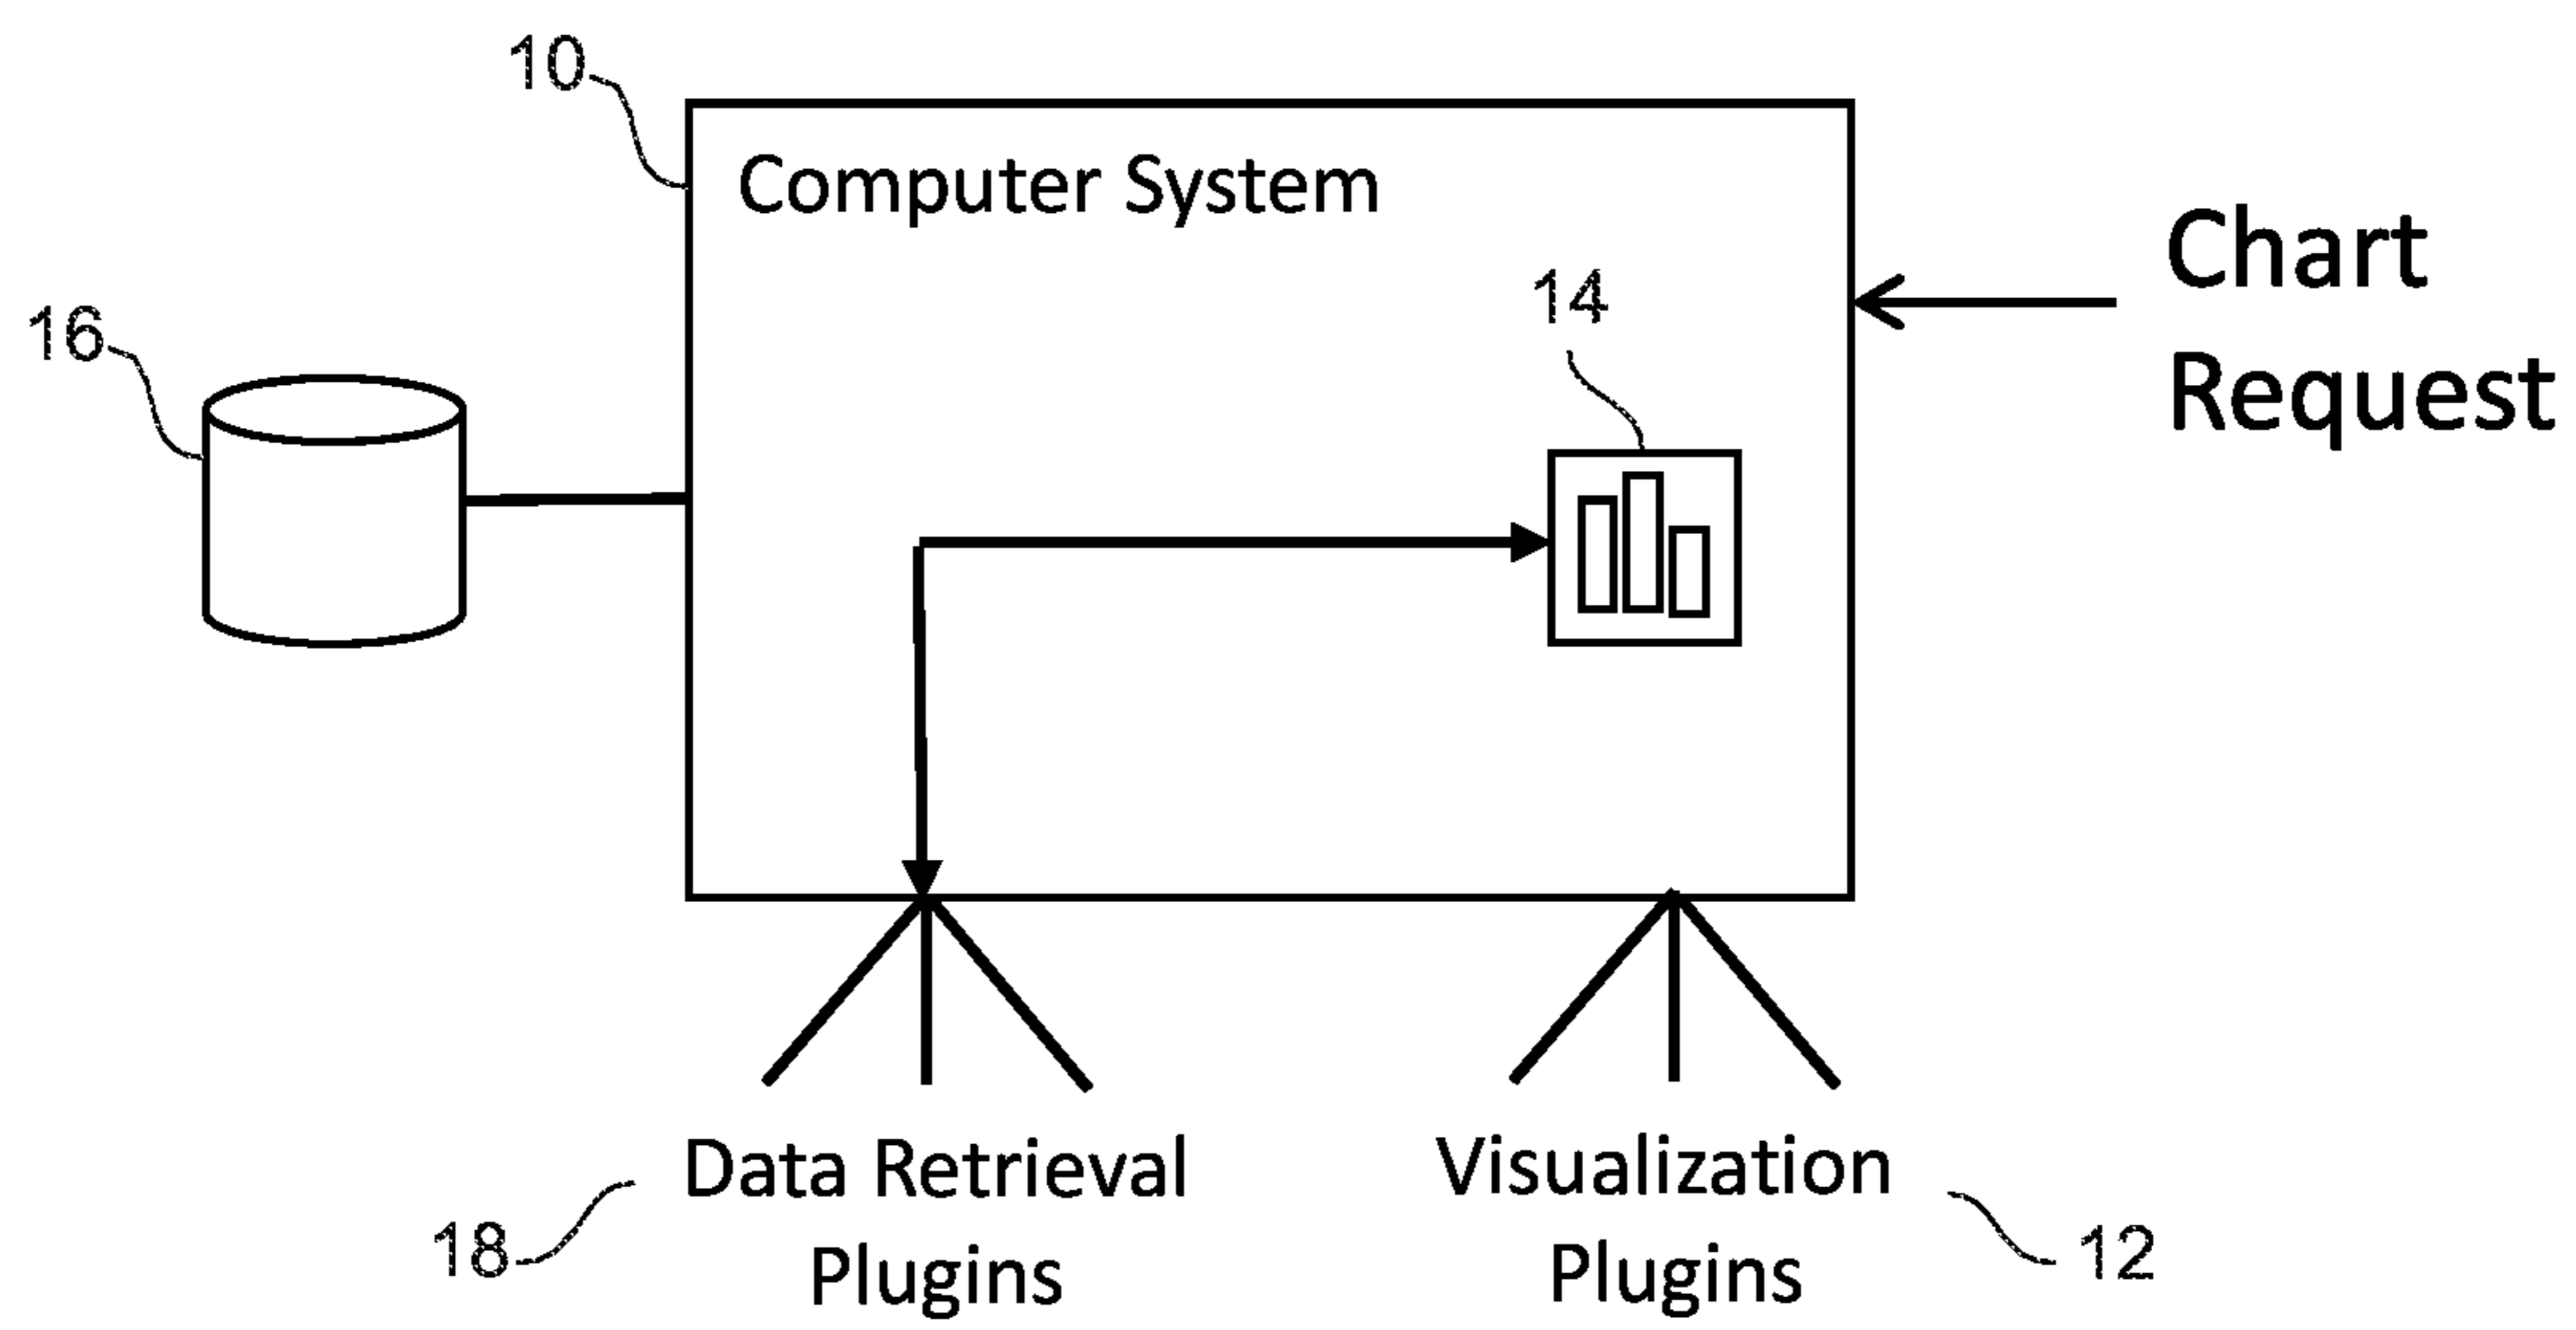 10
Computer System
Chart
Request
14
16
Data Retrieval
Plugins
18
Visualization
Plugins
12